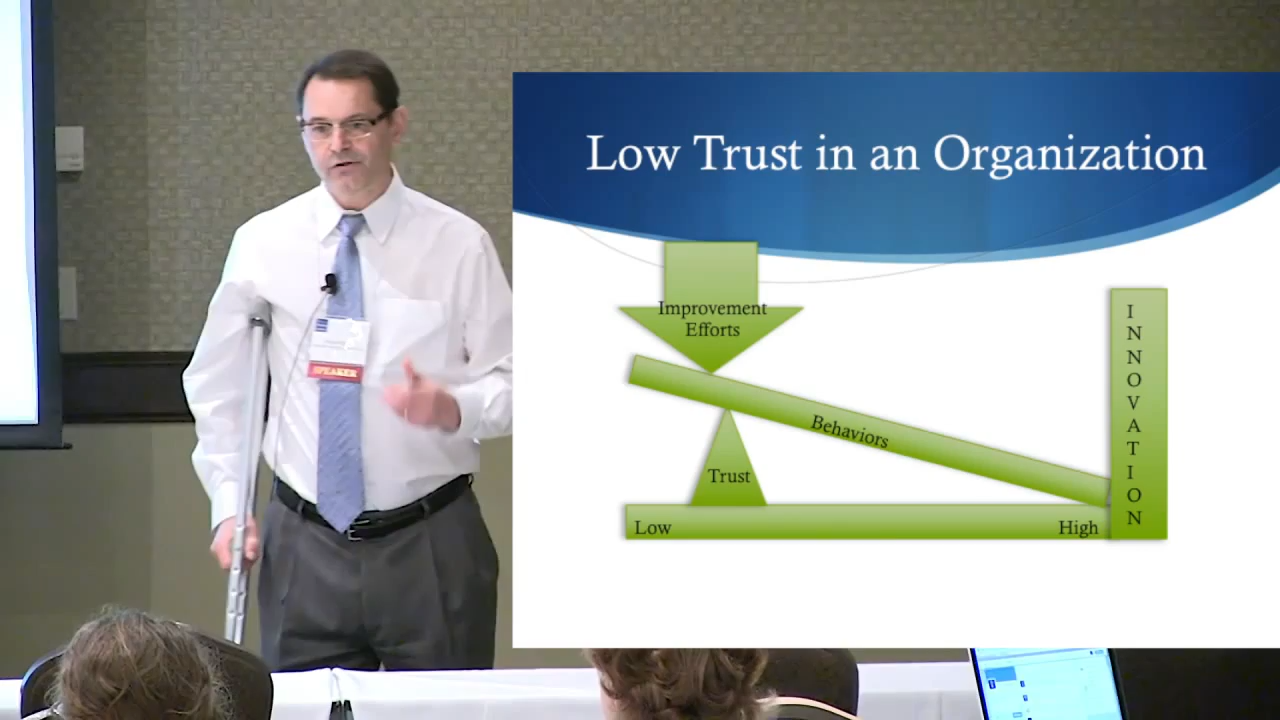 SPEAKER
Low Trust in an Organization
Improvement
Efforts
Behaviors
Trust
Low
High
I
N
N
O
V
A
T
I
O
N